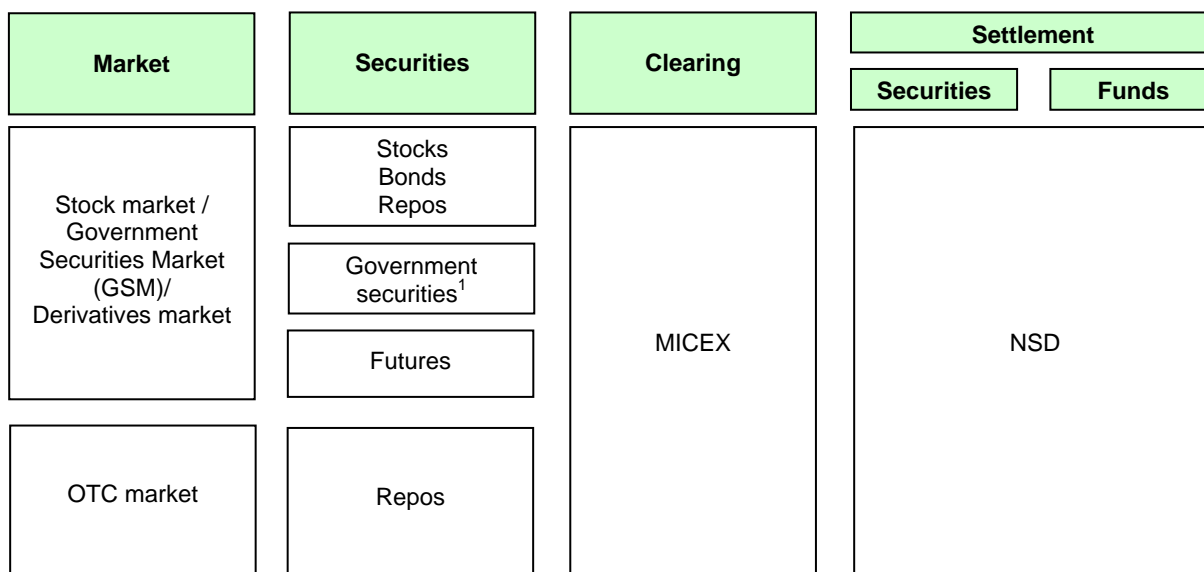 Market
Securities
Clearing
Settlement
Securities
Funds
Stock market /
Government
Securities Market
(GSM)/
Derivatives market
Stocks
Bonds
Repos
Government
securities¹
Futures
MICEX
NSD
OTC market
Repos